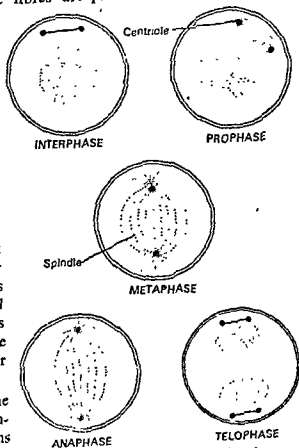 Centriole
INTERPHASE
PROPHASE
Spindle
METAPHASE
ANAPHASE
TELOPHASE